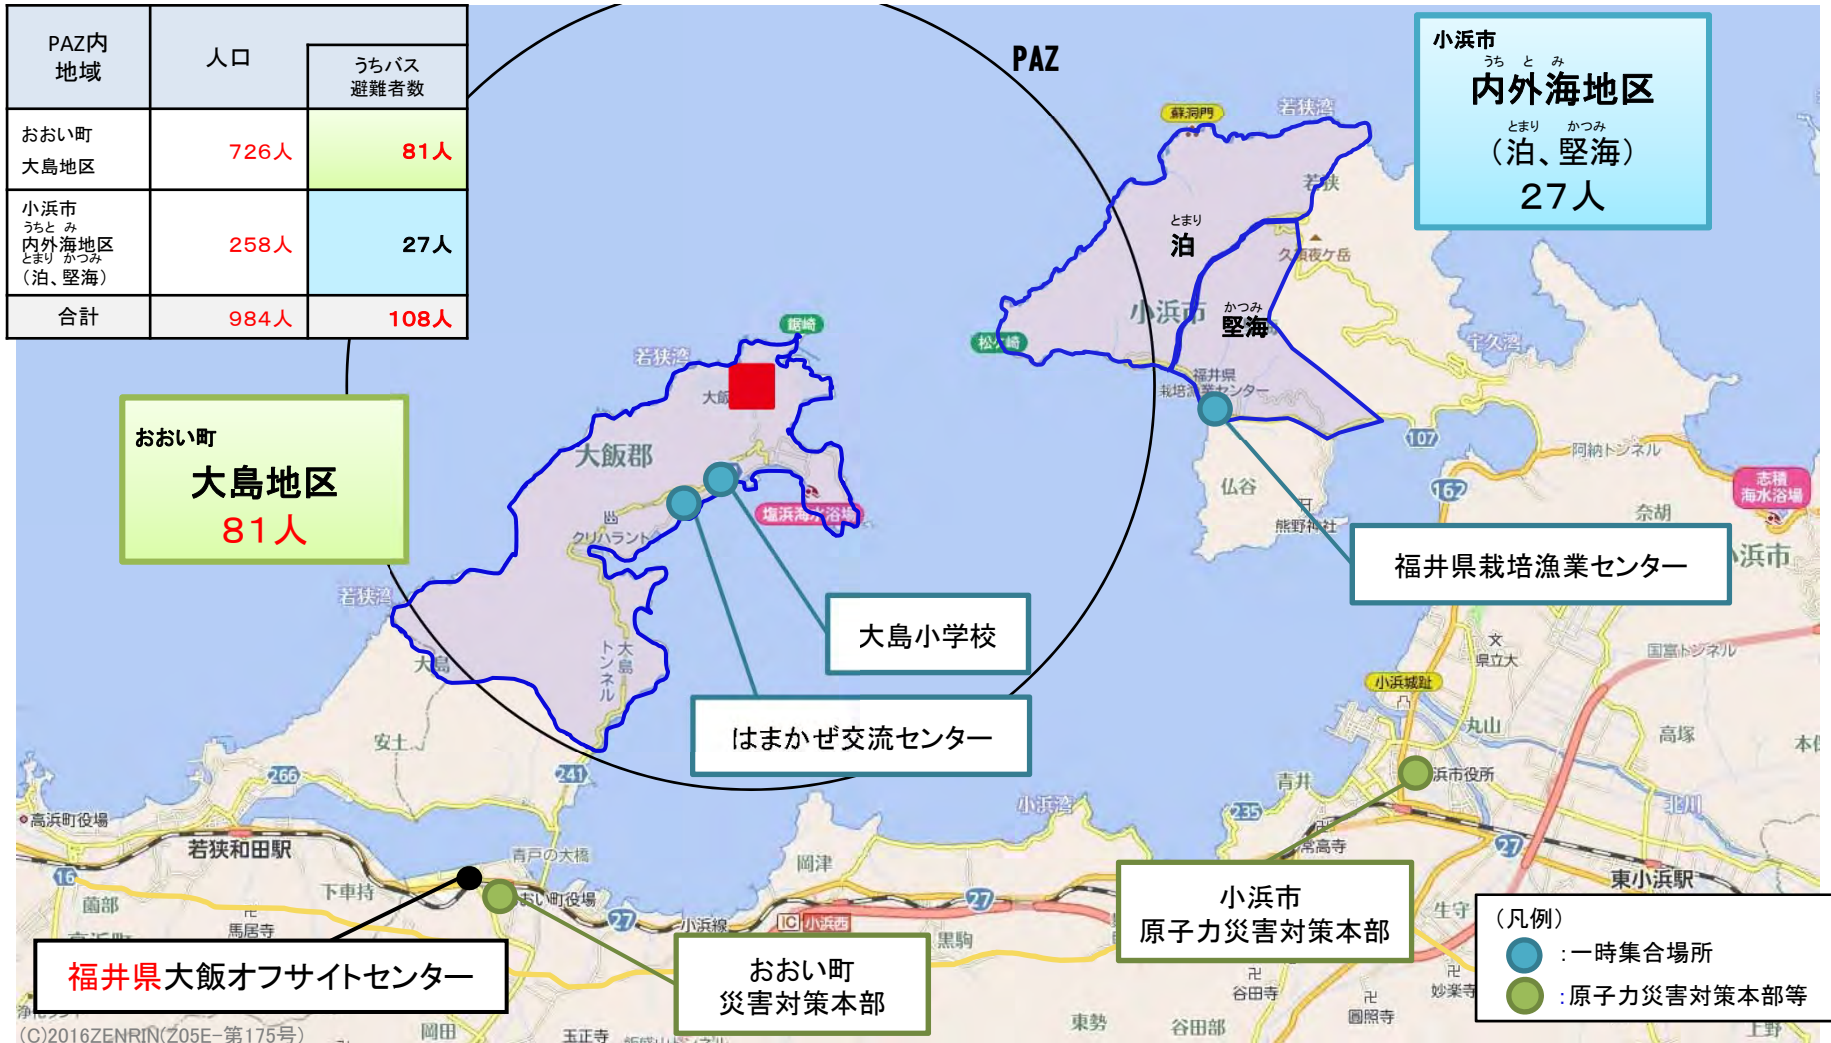 PAZ内
地域
人口
うちバス
避難者数
おおい町
大島地区
726人
81人
小浜市
うちと み
内外海地区
とまり かつみ
（泊、堅海）
258人
27人
合計
984人
108人
PAZ
小浜市
うち と み
内外海地区
とまり かつみ
（泊、堅海）
27人
蘇洞門
若狭湾
若狭
とまり
泊
久須夜ケ岳
小浜市
かつみ
堅海
松ケ崎
宇久湾
福井県
栽培漁業センター
鋸崎
若狭湾
大飯
おおい町
大島地区
81人
大飯郡
塩浜海水浴場
クリハラント
仏谷
熊野神社
107
阿納トンネル
162
志積
海水浴場
奈胡
小浜市
福井県栽培漁業センター
若狭湾
大島
大島
トンネル
大島小学校
はまかぜ交流センター
県立大
国富トンネル
小浜城趾
丸山
高塚
安土
266
241
青井
浜市役所
235
小浜湾
北川
高浜町役場
若狭和田駅
青戸の大橋
岡津
常高寺
27
東小浜駅
16
薗部
下車持
おい町役場
27
小浜線
IC 小浜西
27
黒駒
生守
馬居寺
福井県大飯オフサイトセンター
おおい町
災害対策本部
小浜市
原子力災害対策本部
（凡例）
：一時集合場所
：原子力災害対策本部等
谷田寺
圓照寺
妙楽寺
東勢
谷田部
上野
岡田
玉正寺
飯盛山トンネル
(C)2016ZENRIN(Z05E-第175号)